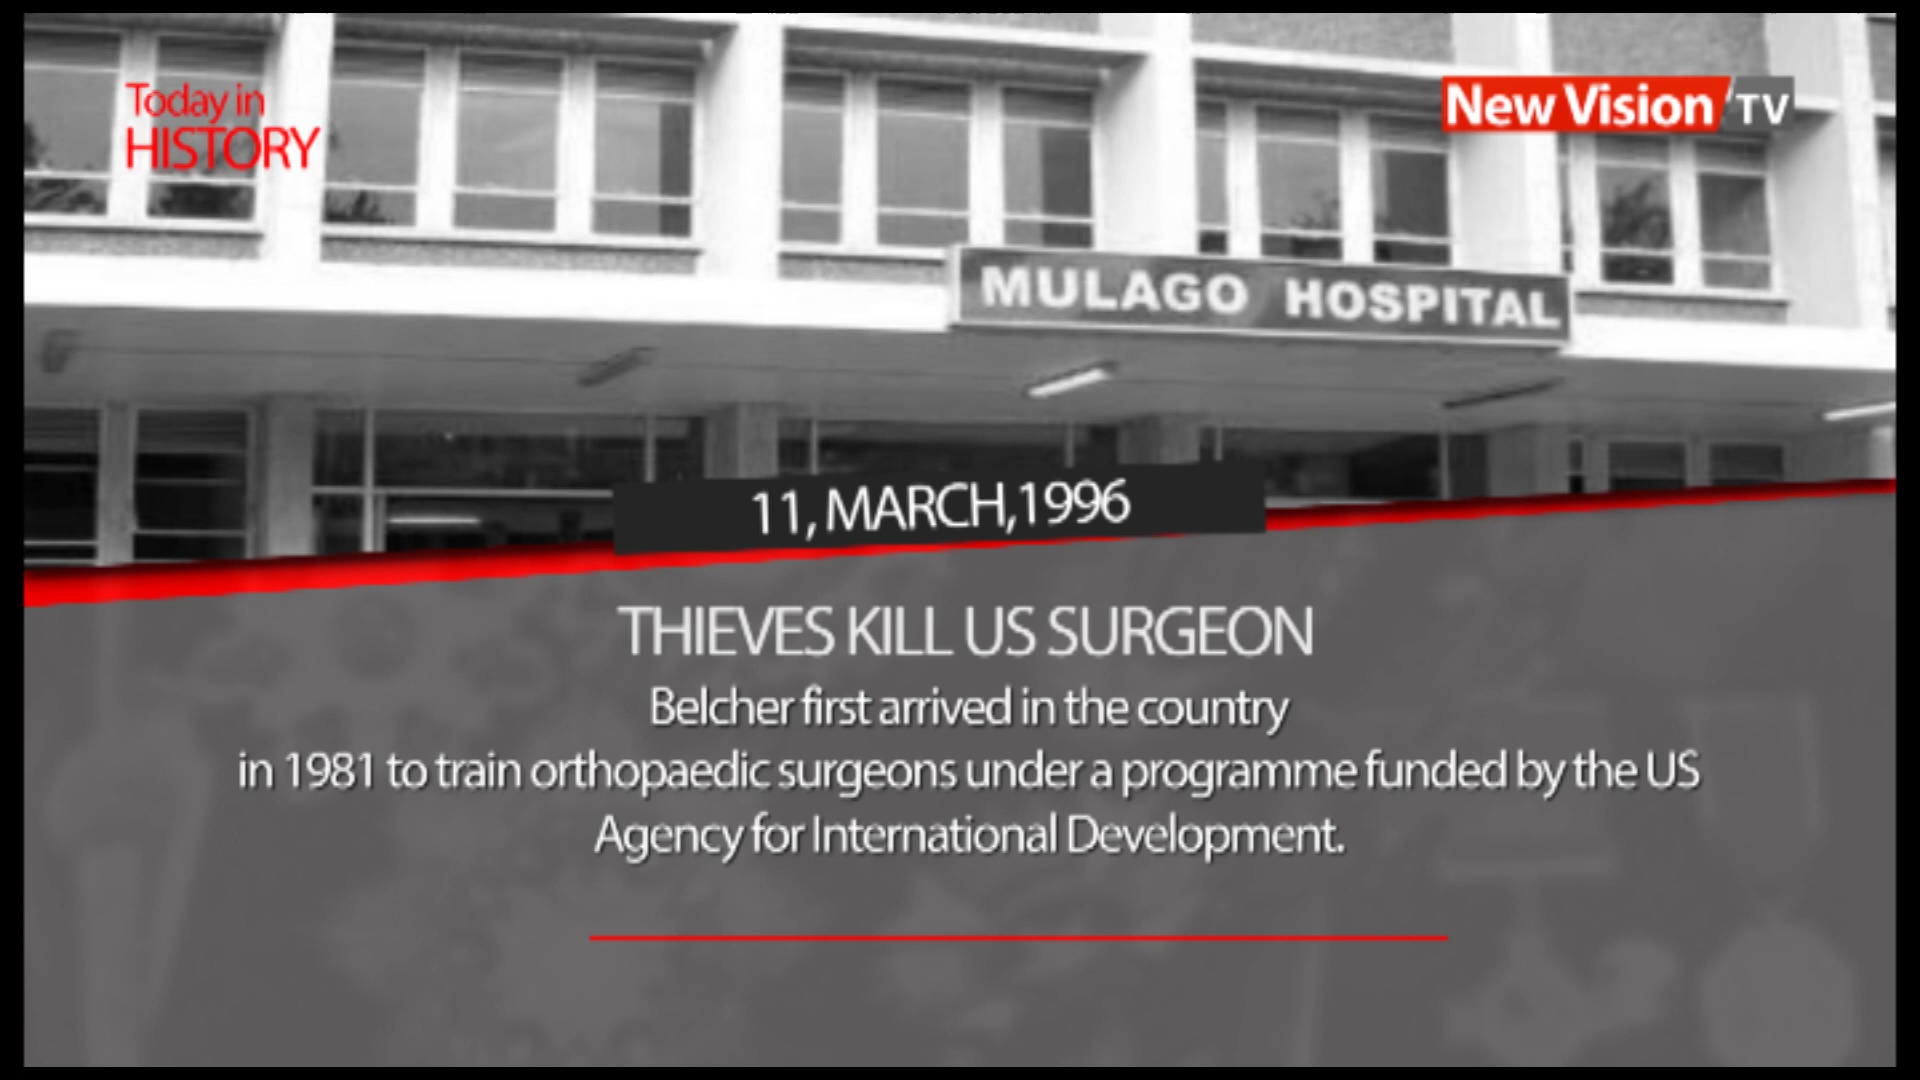 Today in
HISTORY
New Vision TV
MULAGO HOSPITAL
11, MARCH,1996
THIEVES KILL US SURGEON
Belcher first arrived in the country
in 1981 to train orthopaedic surgeons under a programme funded by the US
Agency for International Development.